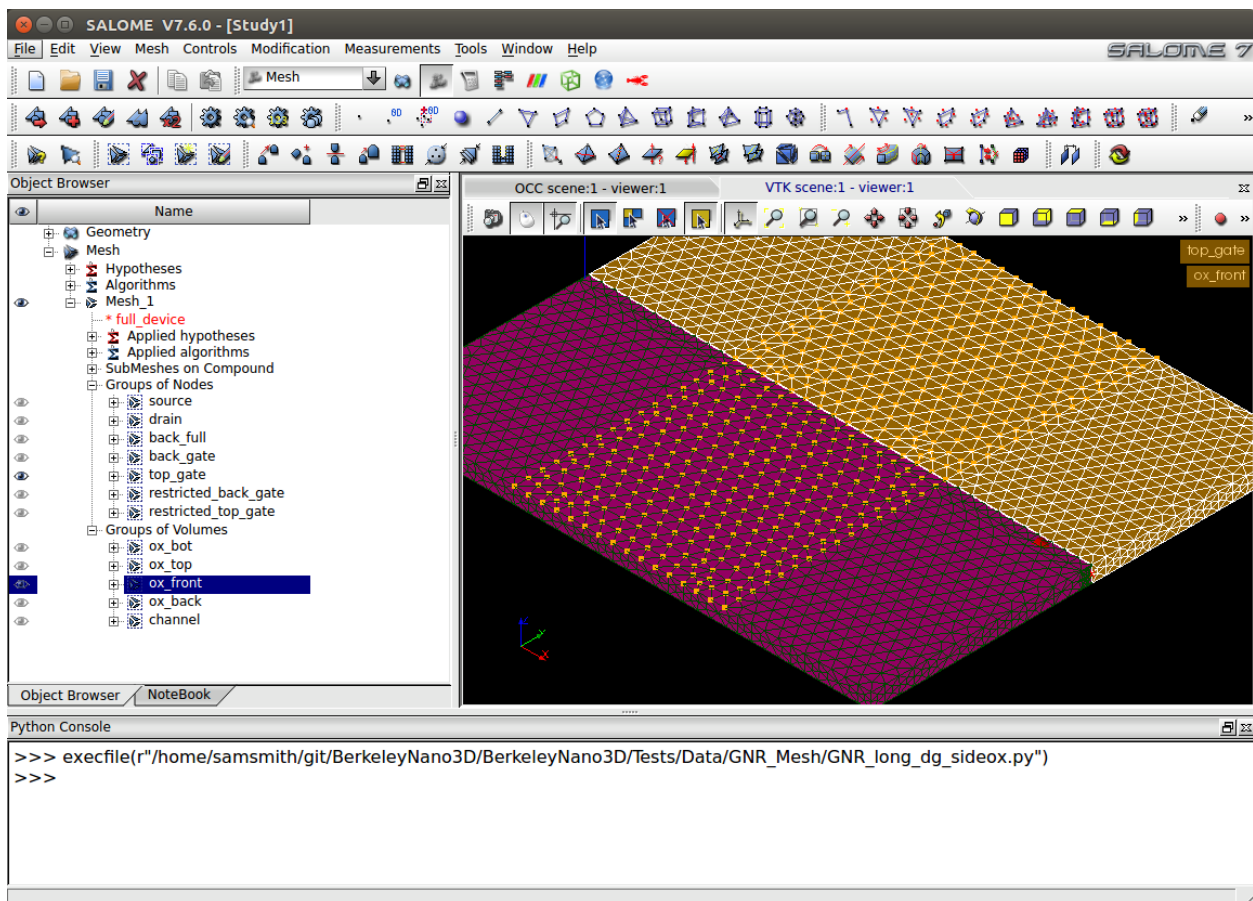 SALOME V7.6.0 - [Study1]
File Edit View Mesh Controls Modification Measurements Tools Window Help
SALOME 7
Mesh
0D
0D
Object Browser
OCC scene:1 - viewer:1
VTK scene:1 - viewer:1
Name
Geometry
Mesh
Hypotheses
Algorithms
Mesh_1
* full_device
Applied hypotheses
Applied algorithms
SubMeshes on Compound
Groups of Nodes
source
drain
back_full
back_gate
top_gate
restricted_back_gate
restricted_top_gate
Groups of Volumes
ox_bot
ox_top
ox_front
ox_back
channel
top_gate
ox_front
Z
Y
X
Object Browser
NoteBook
Python Console
>>> execfile(r"/home/samsmith/git/BerkeleyNano3D/BerkeleyNano3D/Tests/Data/GNR_Mesh/GNR_long_dg_sideox.py")
>>>